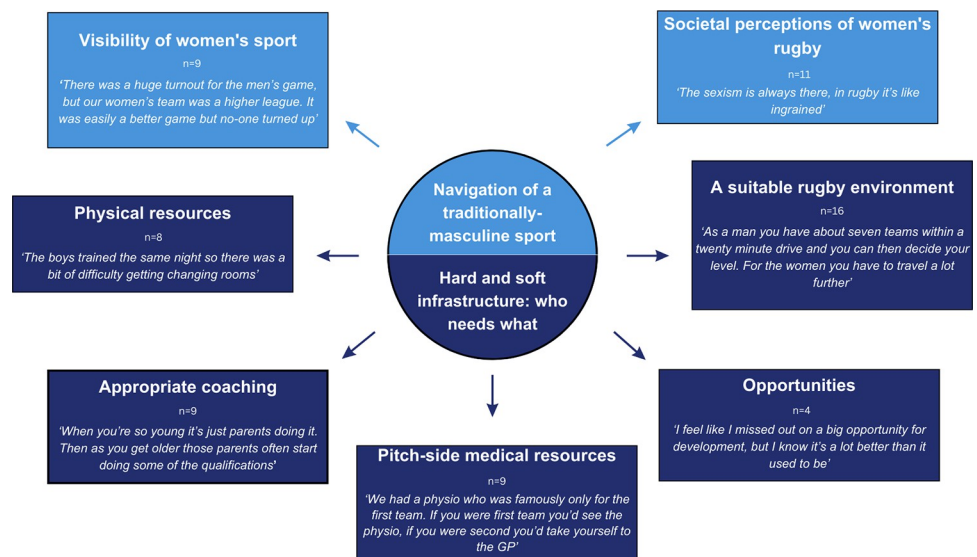 Visibility of women's sport
n=9
‘There was a huge turnout for the men’s game,
but our women’s team was a higher league. It
was easily a better game but no-one turned up’
Societal perceptions of women's
rugby
n=11
‘The sexism is always there, in rugby it’s like
ingrained’
Navigation of a
traditionally-
masculine sport
Hard and soft
infrastructure: who
needs what
Physical resources
n=8
‘The boys trained the same night so there was a
bit of difficulty getting changing rooms’
A suitable rugby environment
n=16
‘As a man you have about seven teams within a
twenty minute drive and you can then decide your
level. For the women you have to travel a lot
further’
Appropriate coaching
n=9
‘When you’re so young it’s just parents doing it.
Then as you get older those parents often start
doing some of the qualifications’
Pitch-side medical resources
n=9
‘We had a physio who was famously only for the
first team. If you were first team you’d see the
physio, if you were second you’d take yourself to
the GP’
Opportunities
n=4
‘I feel like I missed out on a big opportunity for
development, but I know it’s a lot better than it
used to be’